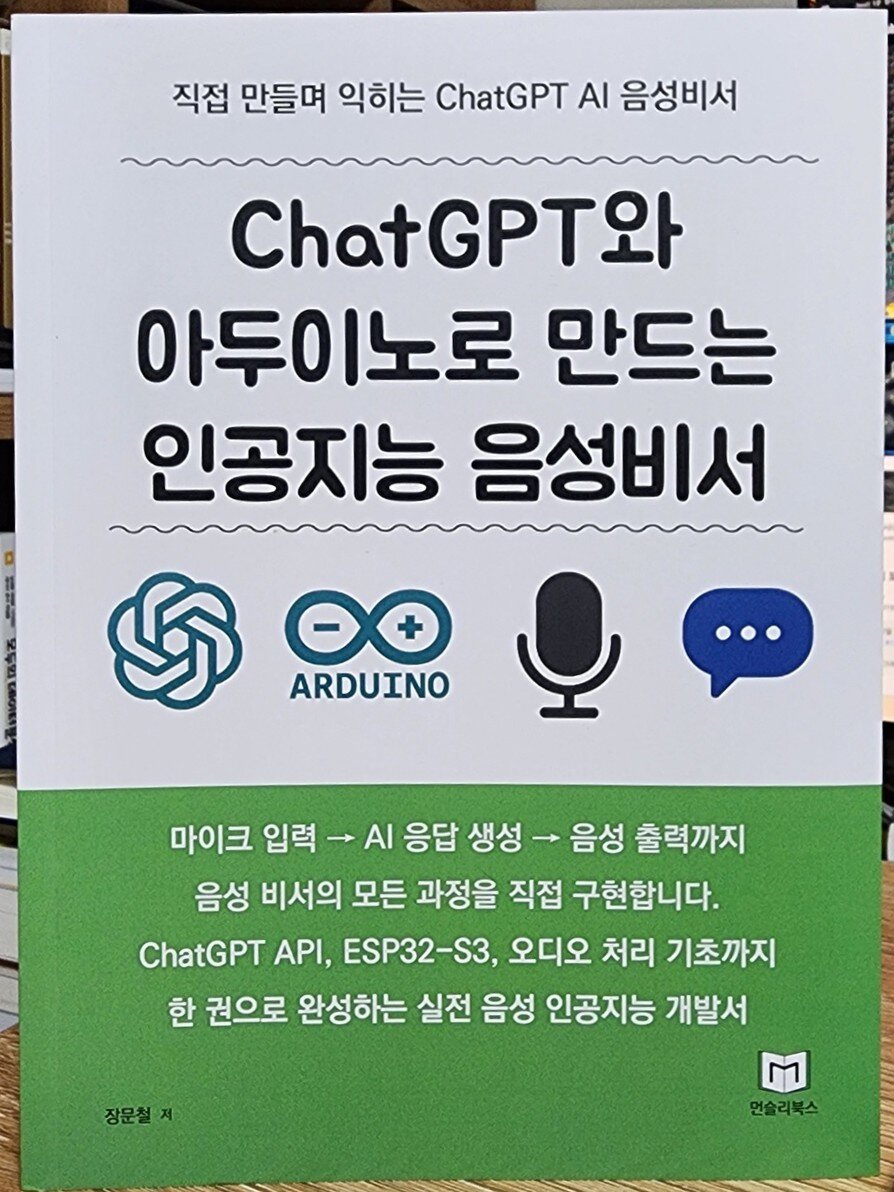 직접 만들며 익히는 ChatGPT AI 음성비서
ChatGPT와
아두이노로 만드는
인공지능 음성비서
ARDUINO
마이크 입력 → AI 응답 생성 → 음성 출력까지
음성 비서의 모든 과정을 직접 구현합니다.
ChatGPT API, ESP32-S3, 오디오 처리 기초까지
한 권으로 완성하는 실전 음성 인공지능 개발서
장문철 저
먼슬리북스